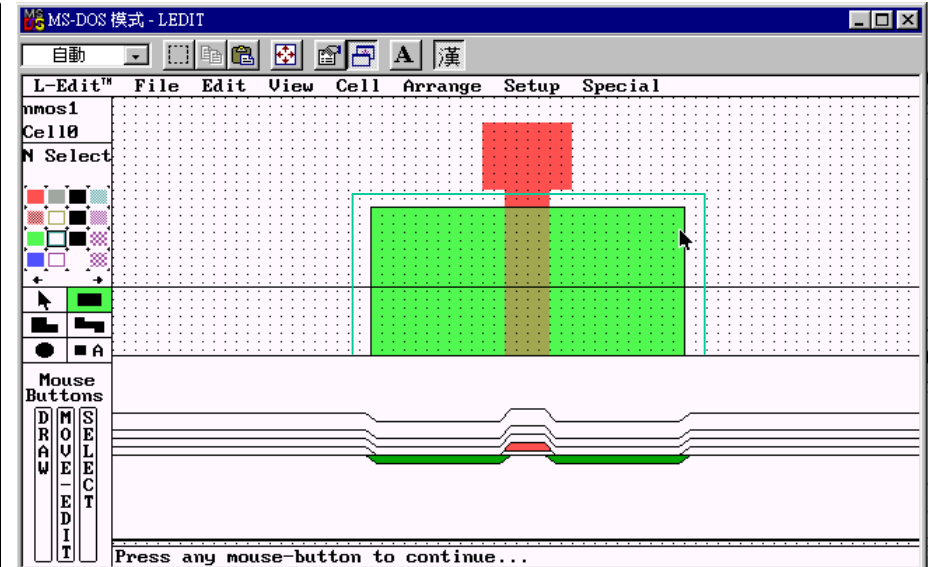 MS-DOS 模式 - LEDIT
自動
A 漢
L-Edit™ File Edit View Cell Arrange Setup Special
nmos1
Cell0
N Select
A
Mouse
Buttons
DRAW
MOVE-EDIT
SELECT
Press any mouse-button to continue...